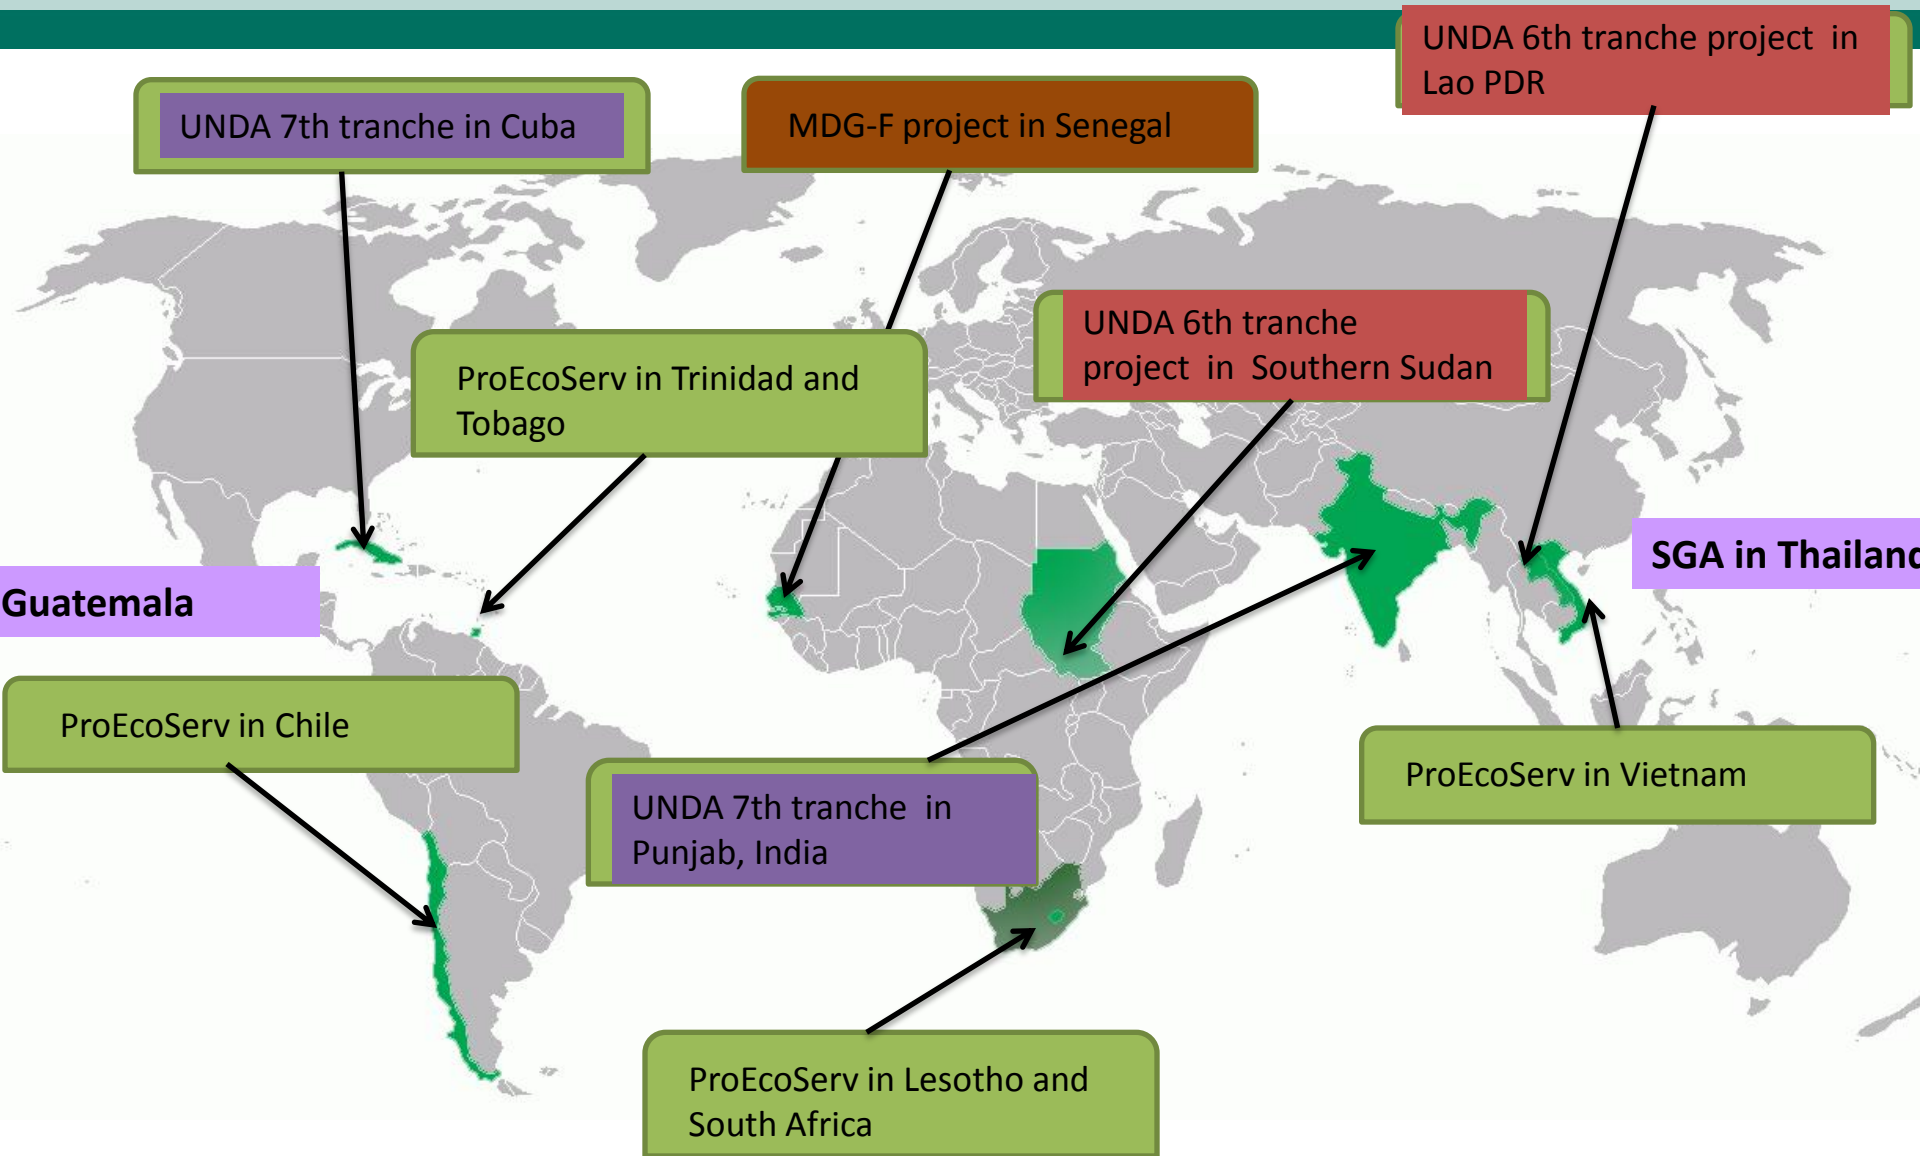 UNDA 6th tranche project in
Lao PDR
UNDA 7th tranche in Cuba
MDG-F project in Senegal
UNDA 6th tranche
project in Southern Sudan
ProEcoServ in Trinidad and
Tobago
SGA in Thailand
Guatemala
ProEcoServ in Chile
ProEcoServ in Vietnam
UNDA 7th tranche in
Punjab, India
ProEcoServ in Lesotho and
South Africa